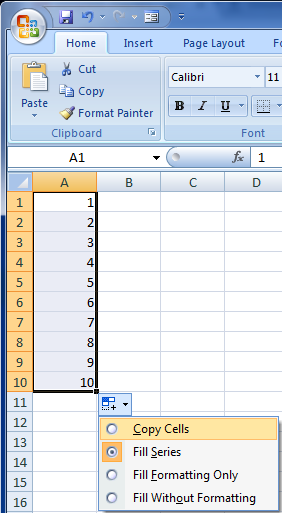 Home Insert Page Layout Formulas
Cut
Copy
Paste
Format Painter
Clipboard
Calibri 11
B I U
Font
A1 fx 1
A B C D
1 1
2 2
3 3
4 4
5 5
6 6
7 7
8 8
9 9
10 10
11
12
13
14
15
16
Copy Cells
Fill Series
Fill Formatting Only
Fill Without Formatting